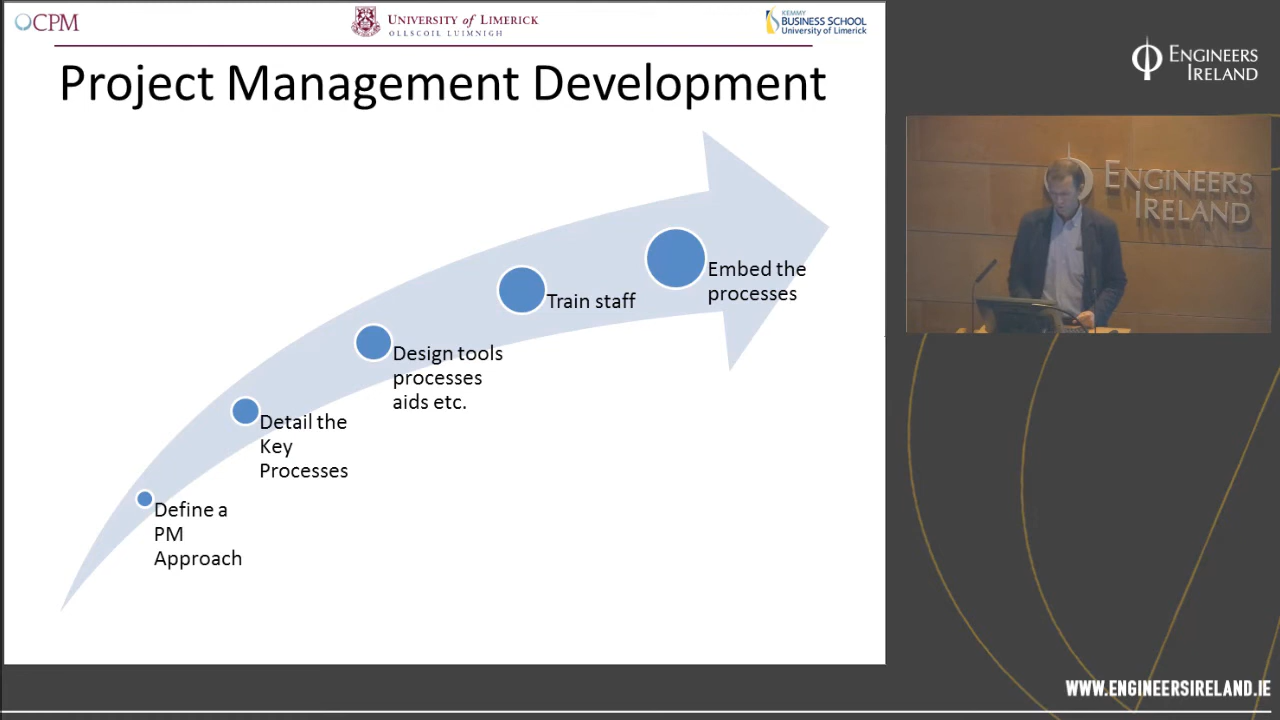 CPM
UNIVERSITY of LIMERICK
OLLSCOIL LUIMNIGH
KEMMY
BUSINESS SCHOOL
University of Limerick
Project Management Development
Define a
PM
Approach
Detail the
Key
Processes
Design tools
processes
aids etc.
Train staff
Embed the
processes
ENGINEERS
IRELAND
ENGINEERS
IRELAND
WWW.ENGINEERSIRELAND.IE